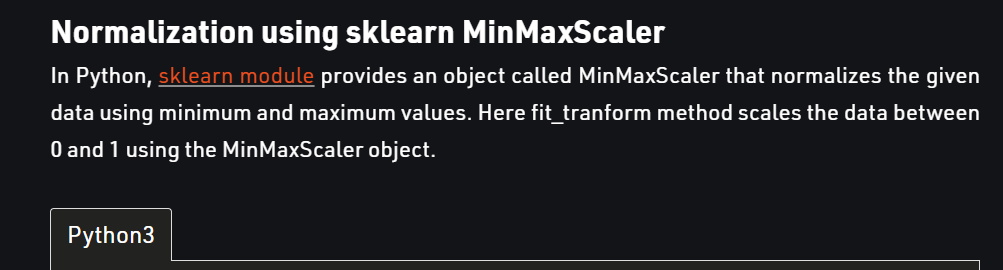 Normalization using sklearn MinMaxScaler
In Python, sklearn module provides an object called MinMaxScaler that normalizes the given
data using minimum and maximum values. Here fit_tranform method scales the data between
0 and 1 using the MinMaxScaler object.
Python3